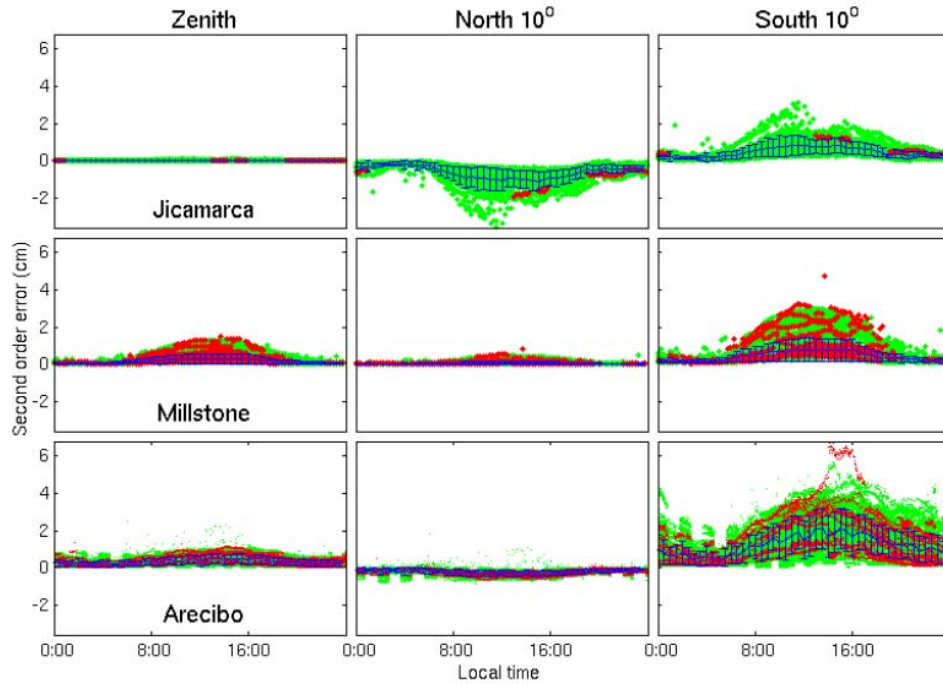 Zenith North 10⁰ South 10⁰
6
4
2
0
-2
Jicamarca
6
4
2
0
-2
Millstone
Second order error (cm)
6
4
2
0
-2
Arecibo
0:00 8:00 16:00 0:00 8:00 16:00 0:00 8:00 16:00
Local time